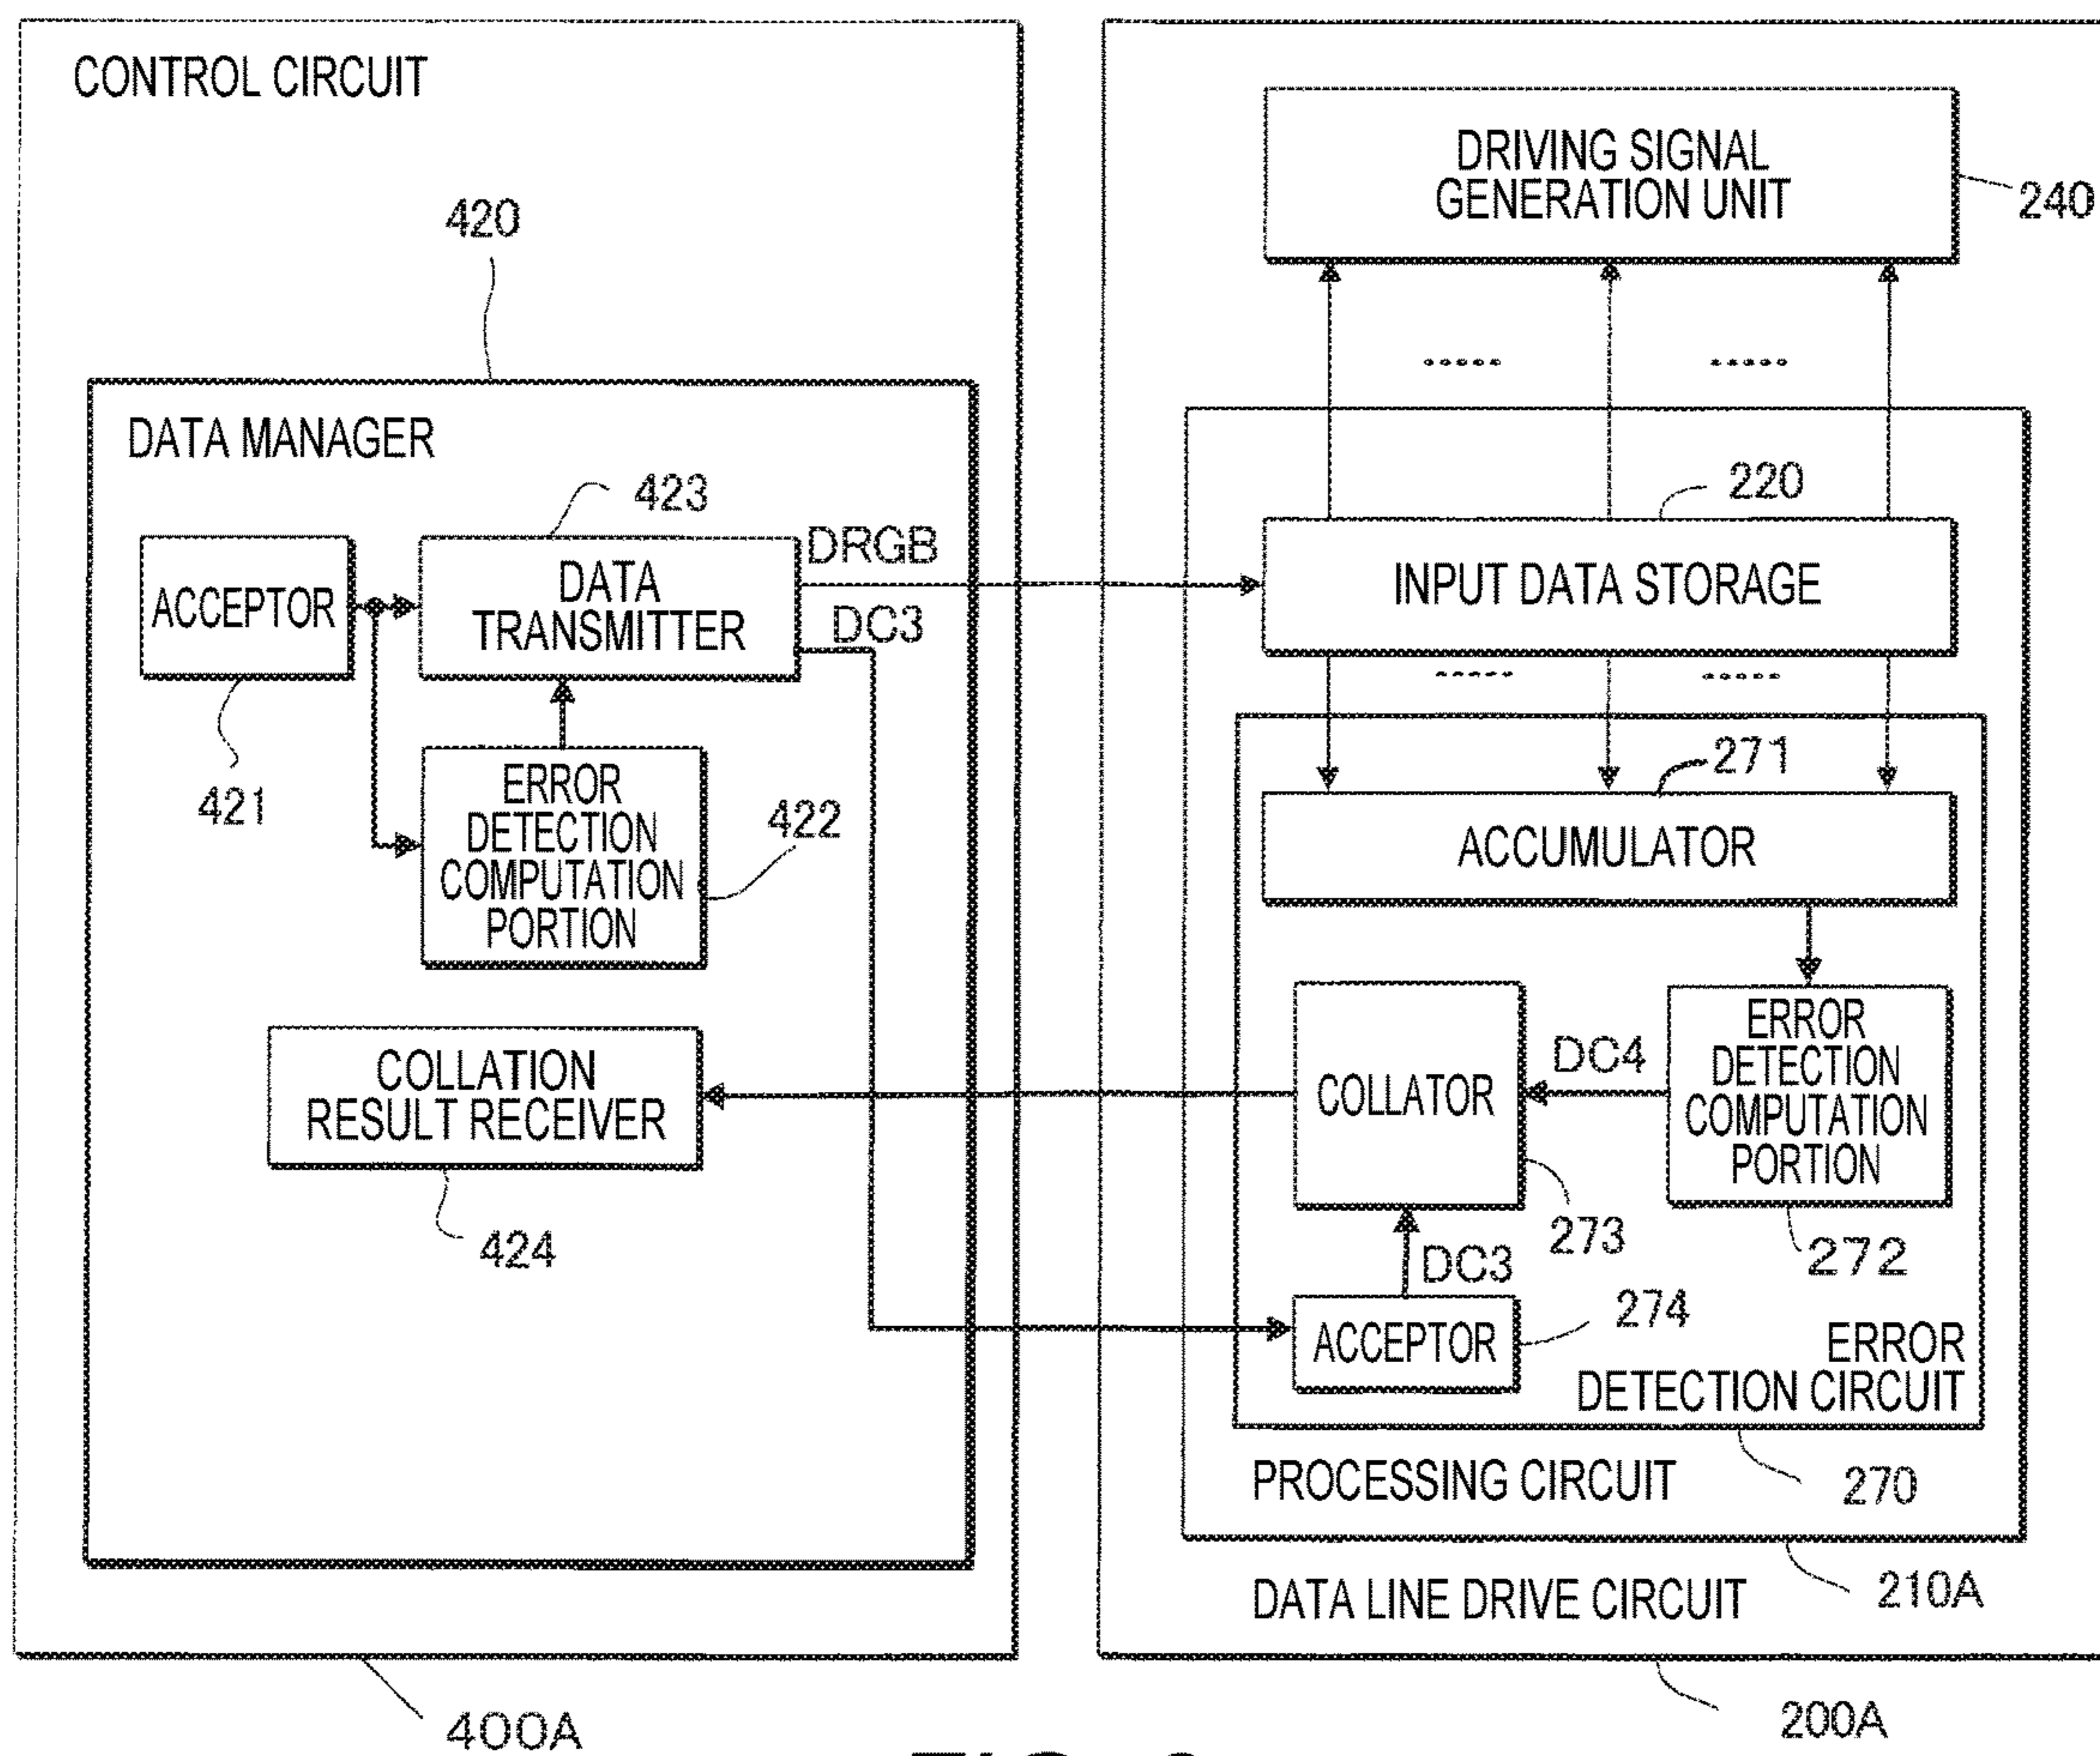 CONTROL CIRCUIT
420
DATA MANAGER
423
ACCEPTOR
421
DATA
TRANSMITTER
DRGB
DC3
ERROR
DETECTION
COMPUTATION
PORTION
422
COLLATION
RESULT RECEIVER
424
400A
DRIVING SIGNAL
GENERATION UNIT
240
220
INPUT DATA STORAGE
271
ACCUMULATOR
COLLATOR
DC4
ERROR
DETECTION
COMPUTATION
PORTION
273
272
DC3
274
ACCEPTOR
ERROR
DETECTION CIRCUIT
PROCESSING CIRCUIT
270
DATA LINE DRIVE CIRCUIT
210A
200A